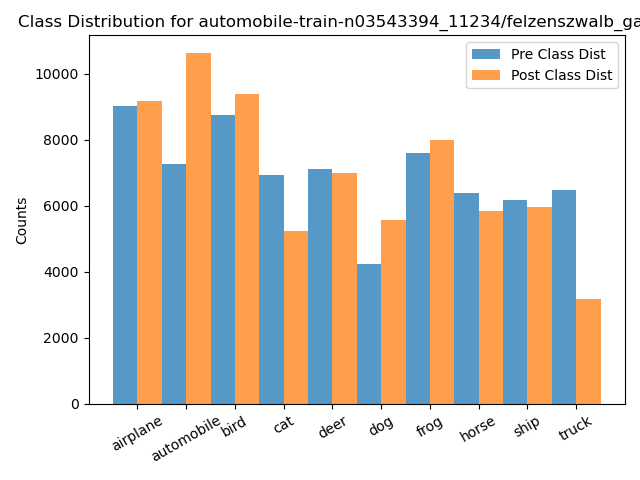 Class Distribution for automobile-train-n03543394_11234/felzenszwalb_ga
Pre Class Dist
Post Class Dist
Counts
10000
8000
6000
4000
2000
0
airplane
automobile
bird
cat
deer
dog
frog
horse
ship
truck